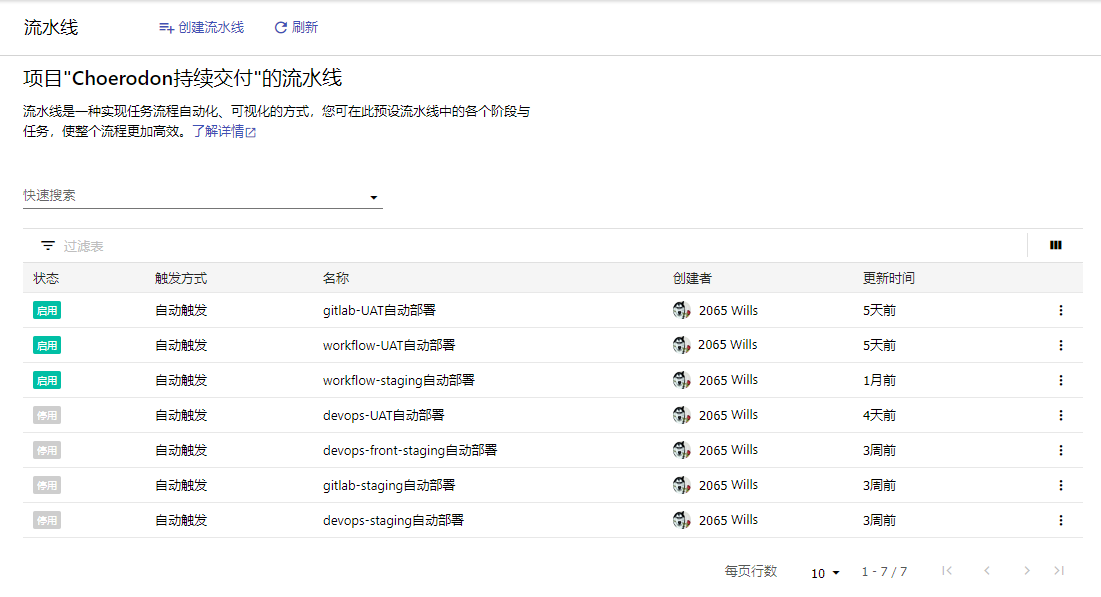 流水线 创建流水线 刷新
项目"Choerodon持续交付"的流水线
流水线是一种实现任务流程自动化、可视化的方式，您可在此预设流水线中的各个阶段与
任务，使整个流程更加高效。了解详情
快速搜索
过滤表
状态 触发方式 名称 创建者 更新时间
启用 自动触发 gitlab-UAT自动部署 2065 Wills 5天前
启用 自动触发 workflow-UAT自动部署 2065 Wills 5天前
启用 自动触发 workflow-staging自动部署 2065 Wills 1月前
停用 自动触发 devops-UAT自动部署 2065 Wills 4天前
停用 自动触发 devops-front-staging自动部署 2065 Wills 3周前
停用 自动触发 gitlab-staging自动部署 2065 Wills 3周前
停用 自动触发 devops-staging自动部署 2065 Wills 3周前
每页行数 10 1 - 7 / 7